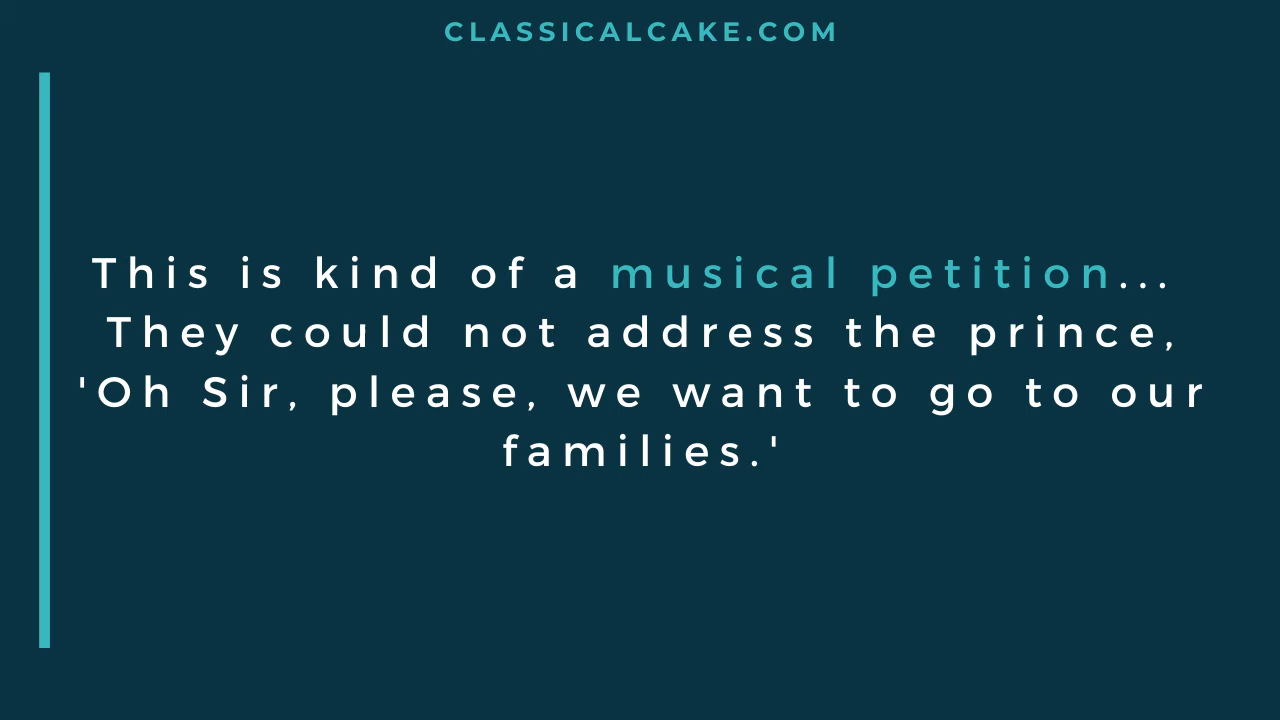 CLASSICALCAKE.COM
This is kind of a musical petition...
They could not address the prince,
'Oh Sir, please, we want to go to our
families.'